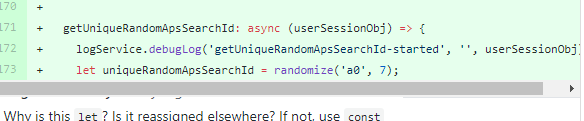 170 +
171 + getUniqueRandomApsSearchId: async (userSessionObj) => {
172 + logService.debugLog('getUniqueRandomApsSearchId-started', '', userSessionObj
173 + let uniqueRandomApsSearchId = randomize('a0', 7);
Why is this let ? Is it reassigned elsewhere? If not, use const